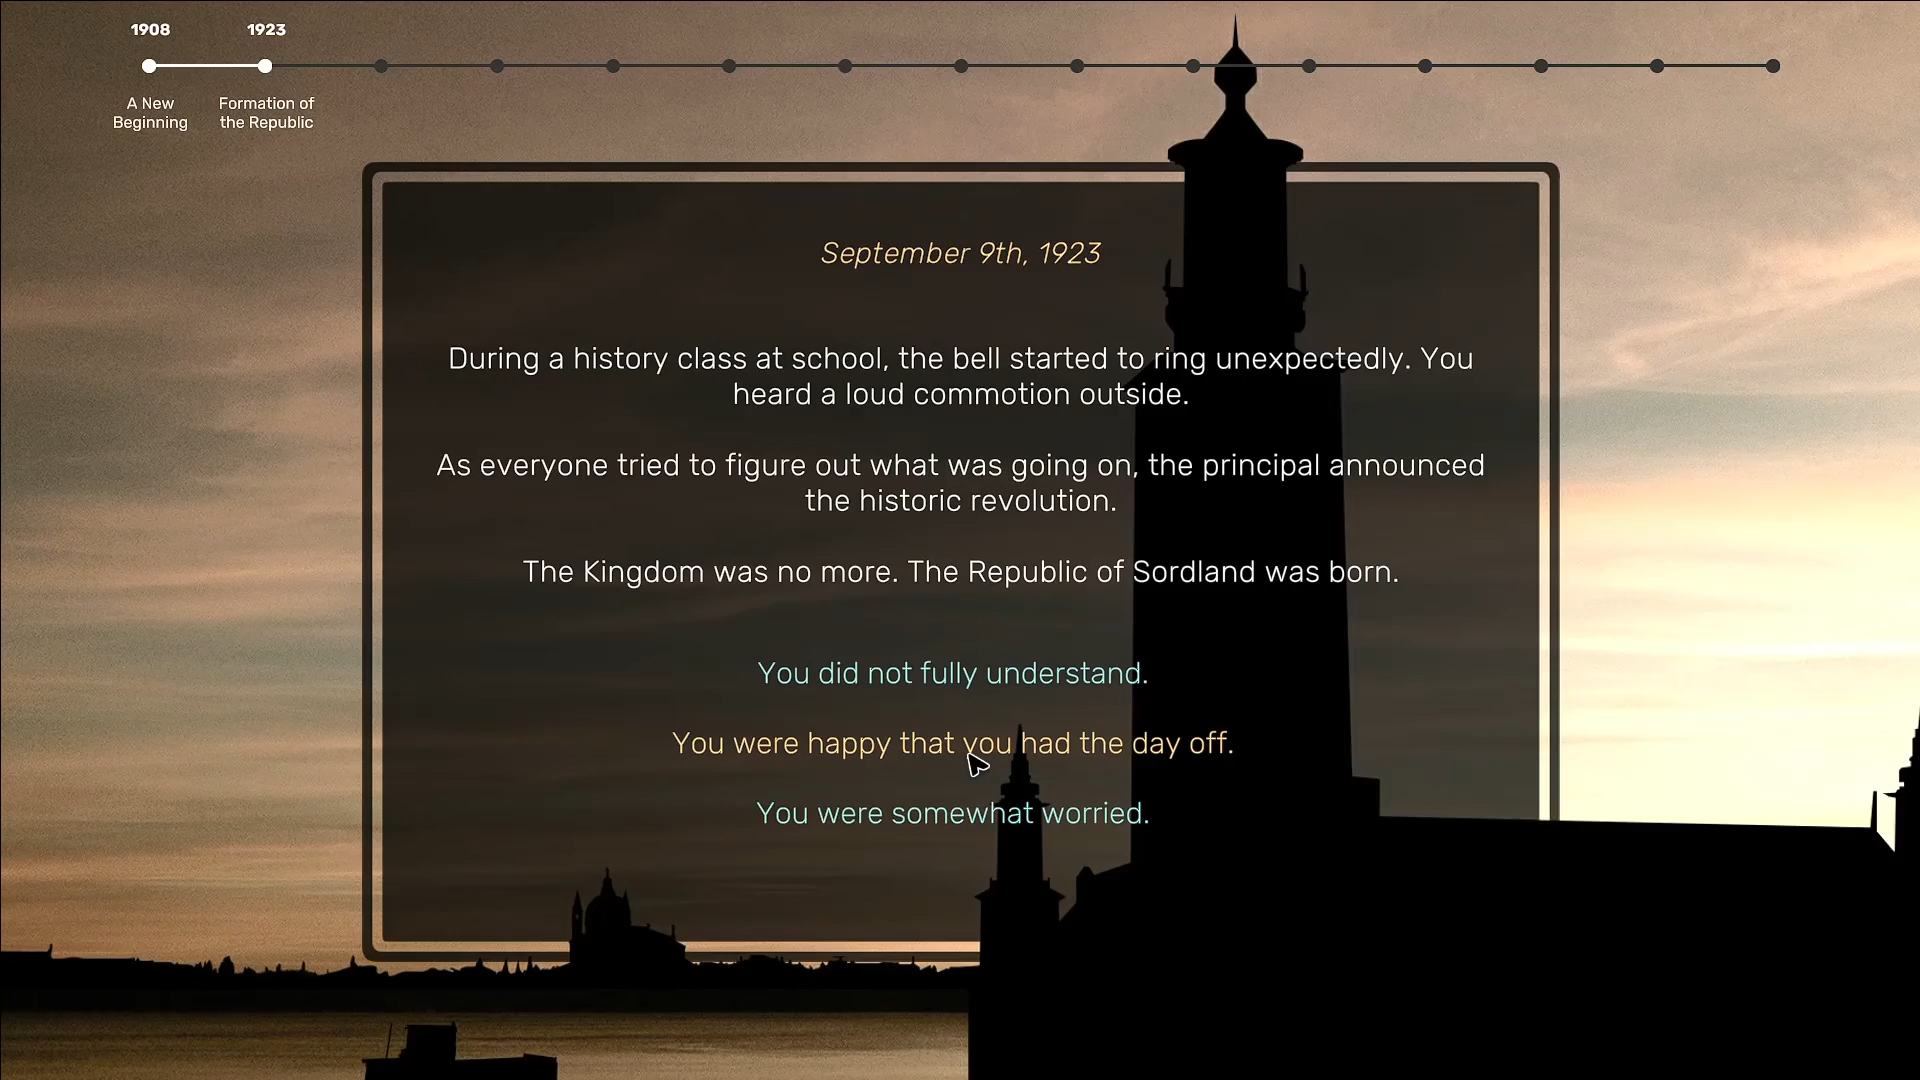 1908
1923
A New
Beginning
Formation of
the Republic
September 9th, 1923
During a history class at school, the bell started to ring unexpectedly. You
heard a loud commotion outside.
As everyone tried to figure out what was going on, the principal announced
the historic revolution.
The Kingdom was no more. The Republic of Sordland was born.
You did not fully understand.
You were happy that you had the day off.
You were somewhat worried.